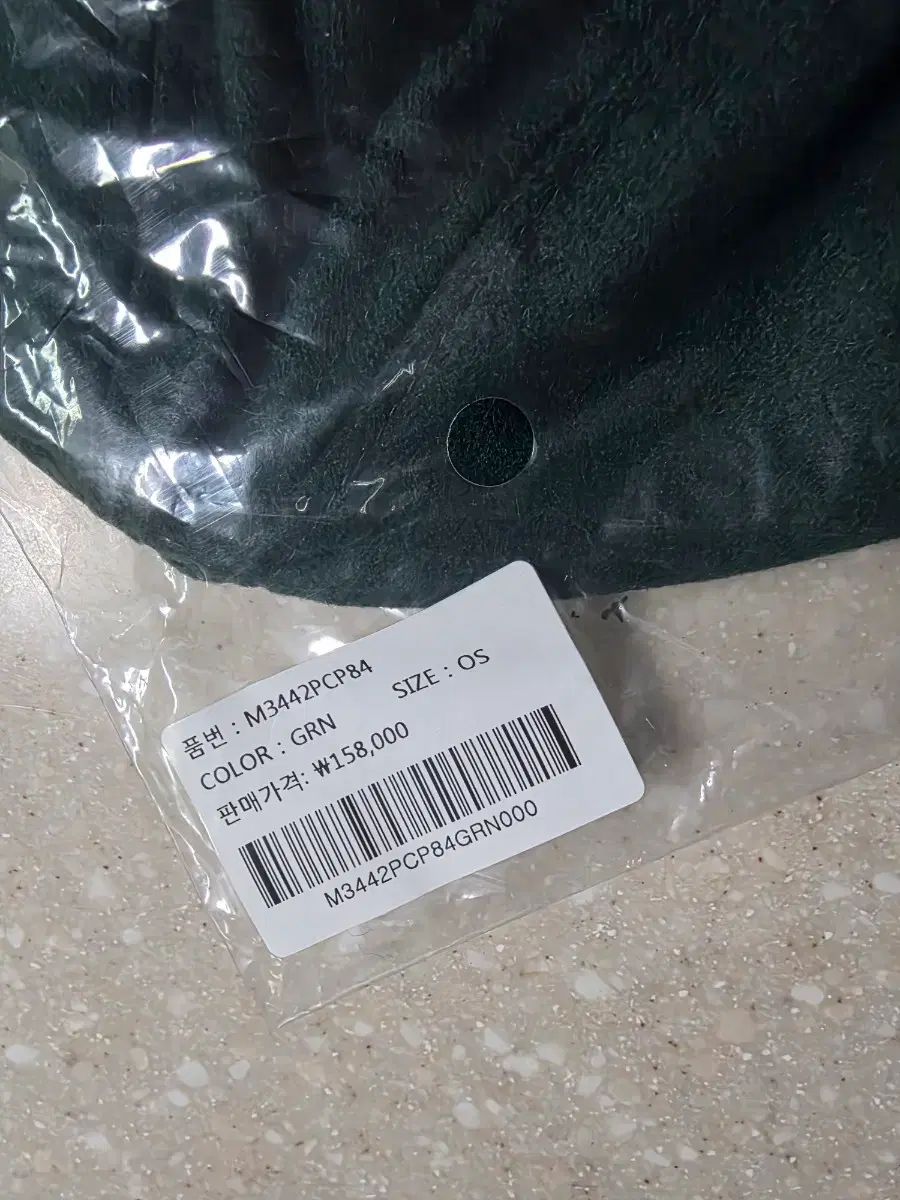 품번 : M3442PCP84
COLOR : GRN SIZE : OS
판매가격: ₩158,000
M3442PCP84GRN000